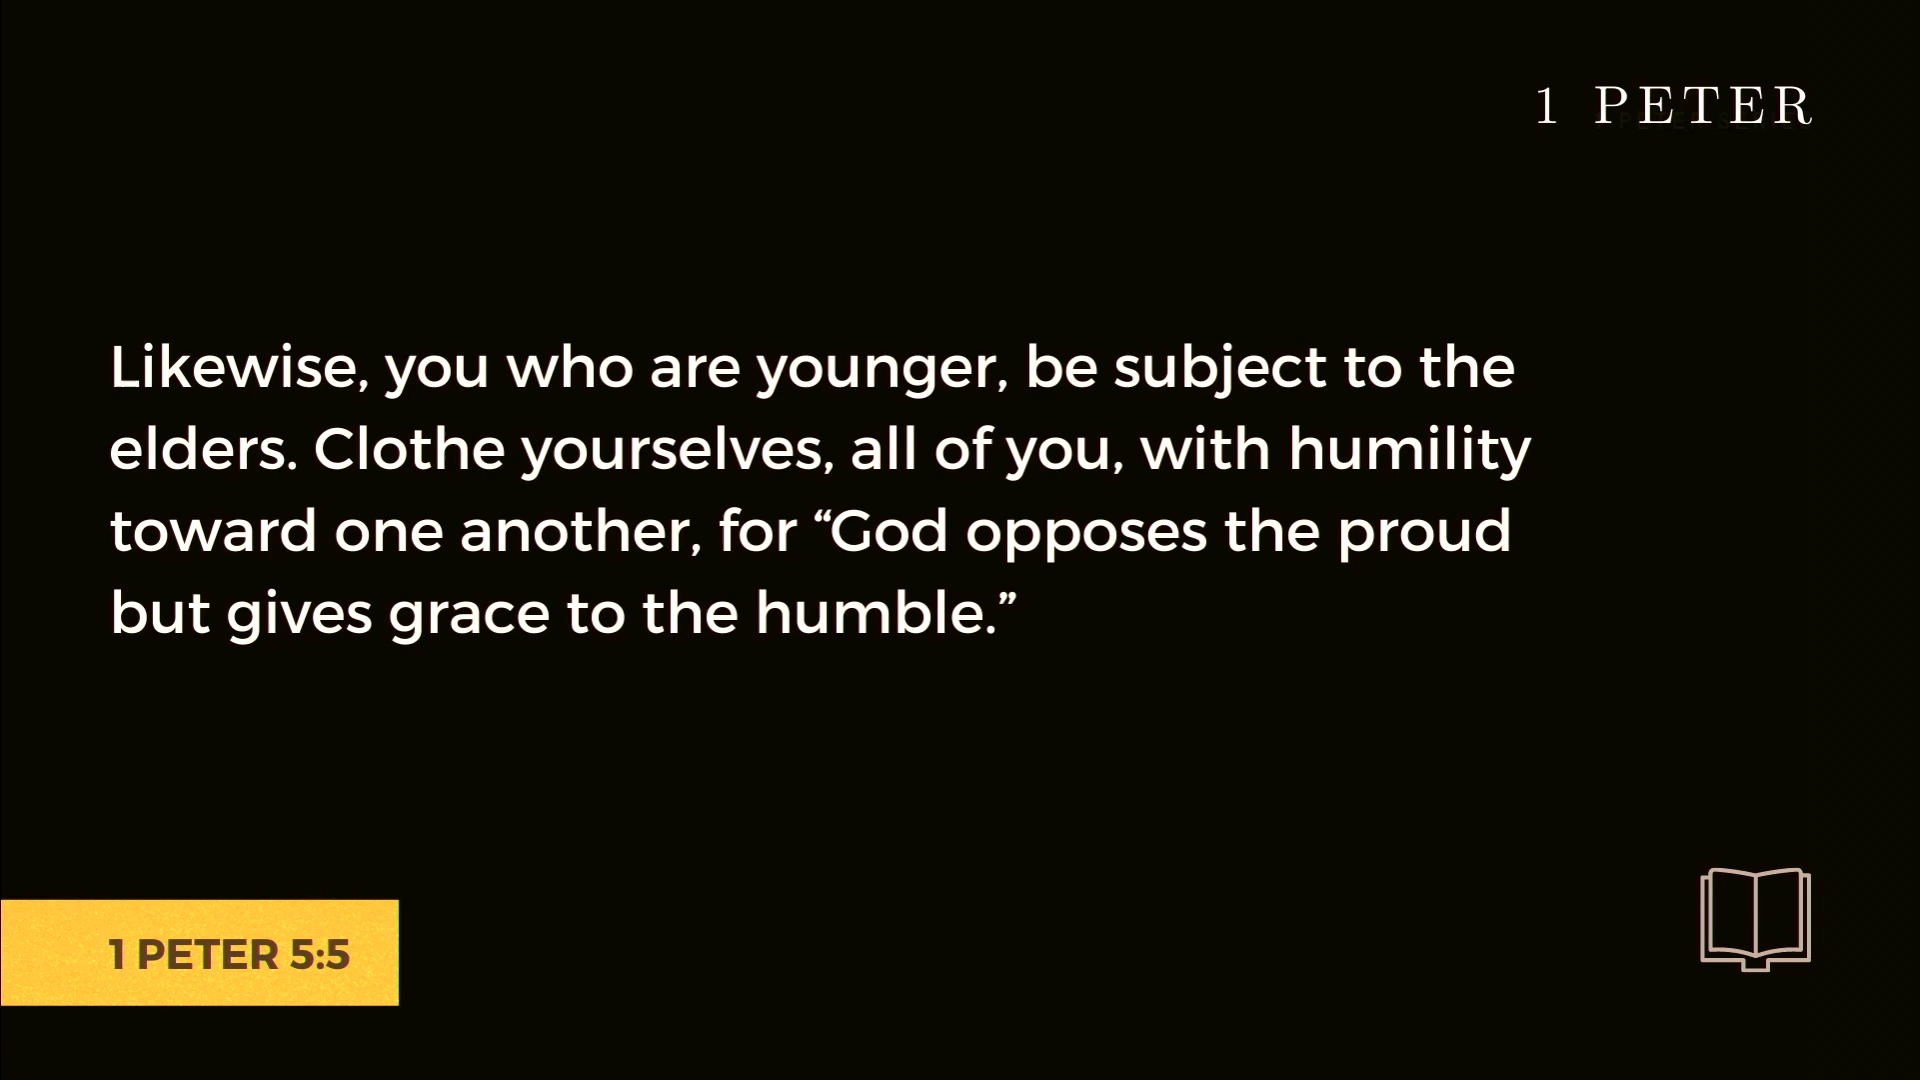 1 PETER
Likewise, you who are younger, be subject to the
elders. Clothe yourselves, all of you, with humility
toward one another, for “God opposes the proud
but gives grace to the humble.”
1 PETER 5:5